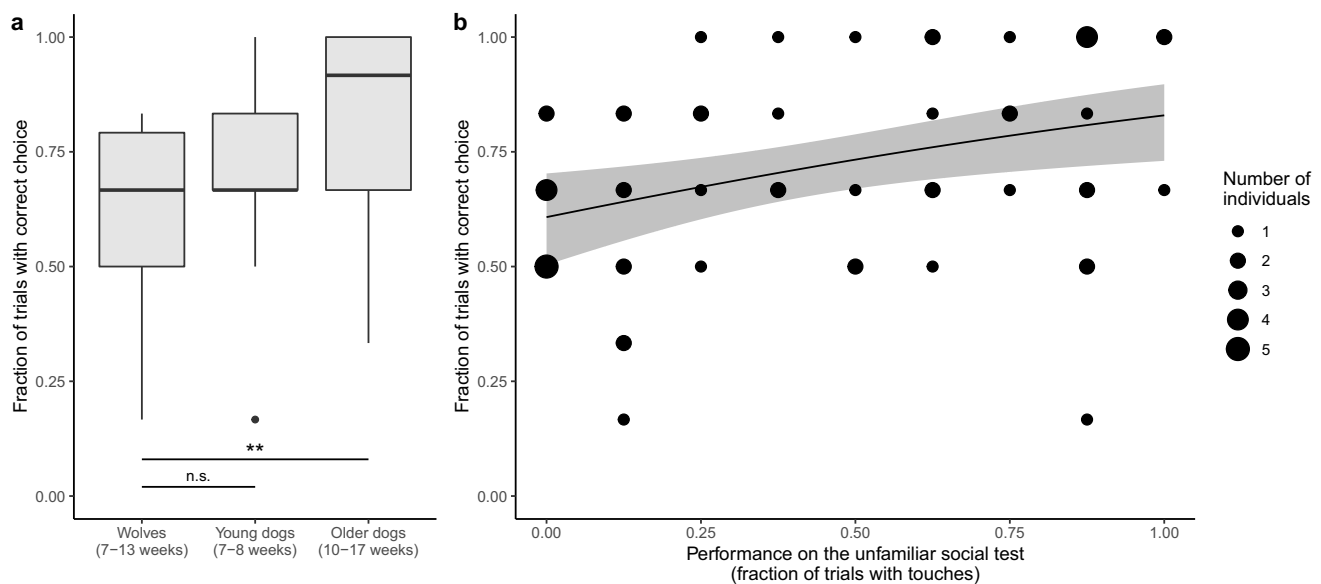 a
Fraction of trials with correct choice
1.00
0.75
0.50
0.25
0.00
**
n.s.
Wolves
(7−13 weeks)
Young dogs
(7−8 weeks)
Older dogs
(10−17 weeks)
b
Fraction of trials with correct choice
1.00
0.75
0.50
0.25
0.00
0.00
0.25
0.50
0.75
1.00
Performance on the unfamiliar social test
(fraction of trials with touches)
Number of
individuals
1
2
3
4
5